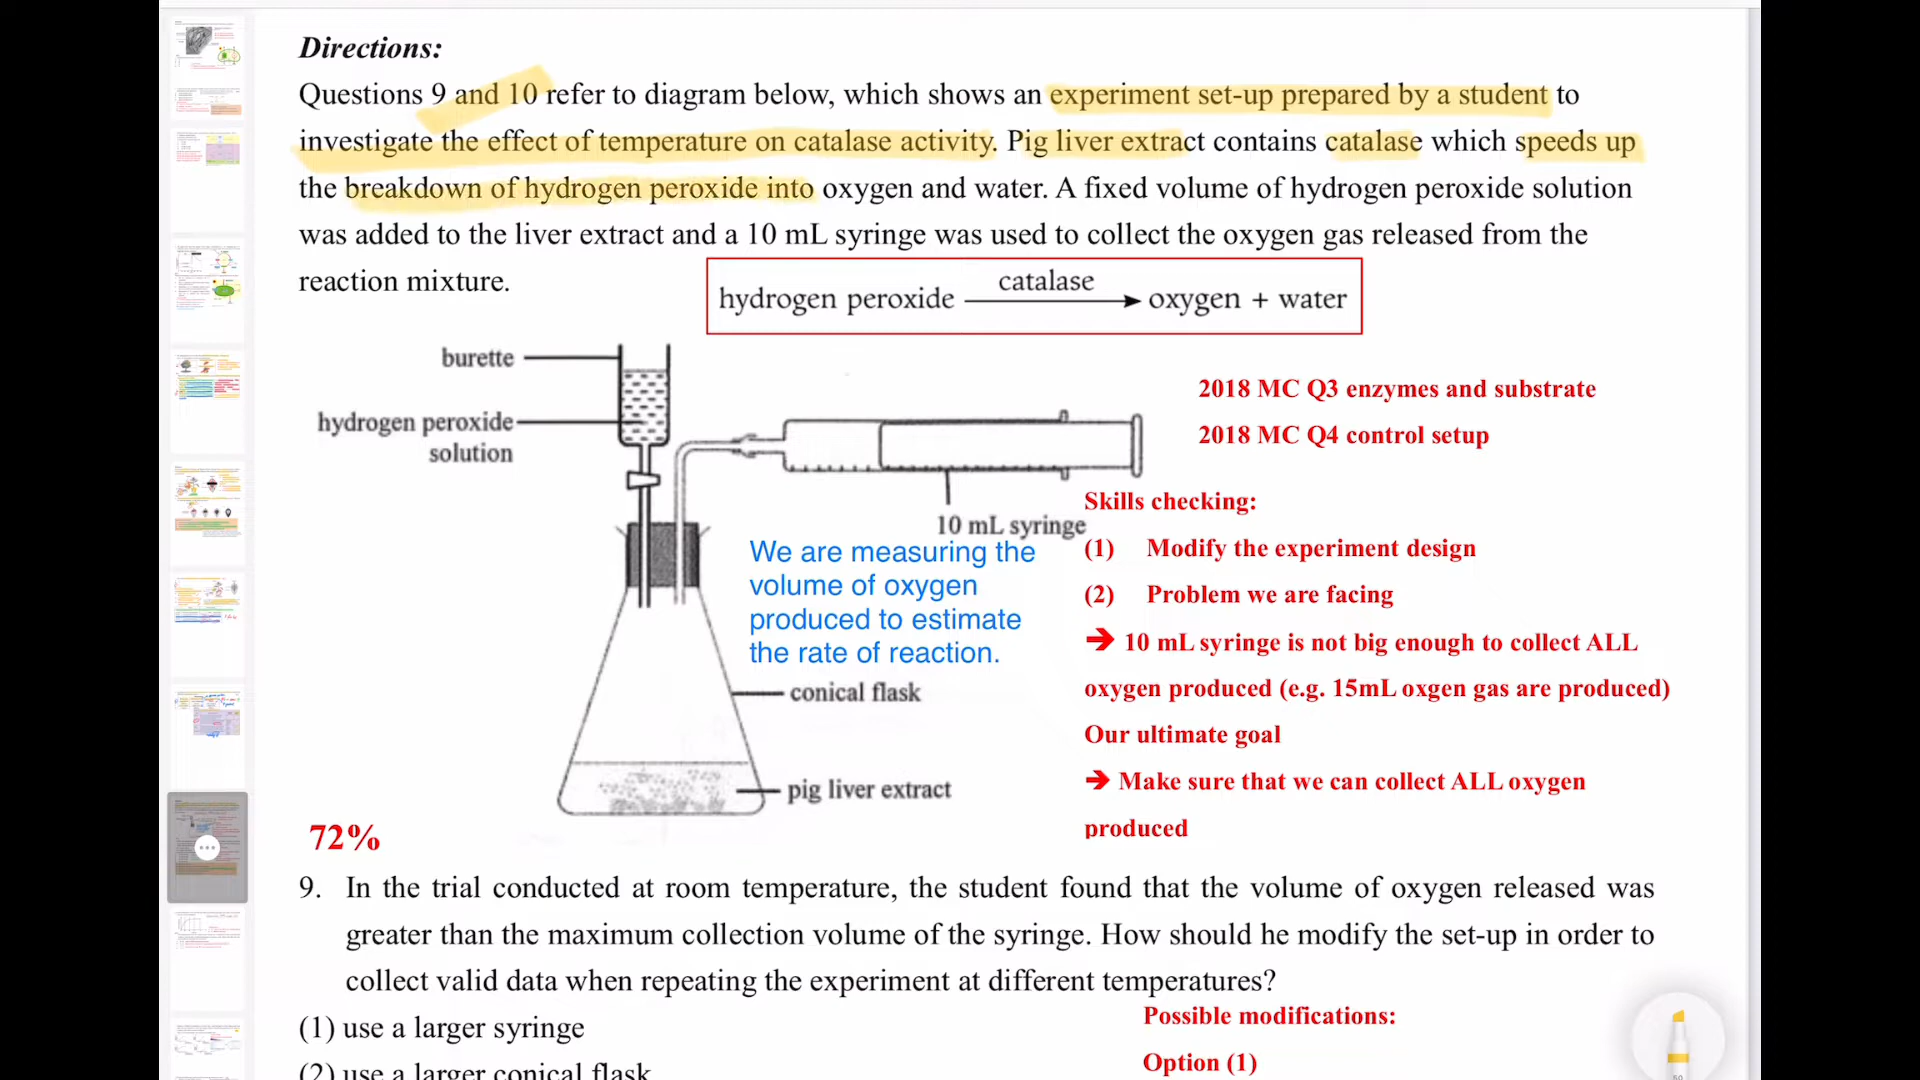 Directions:
Questions 9 and 10 refer to diagram below, which shows an experiment set-up prepared by a student to
investigate the effect of temperature on catalase activity. Pig liver extract contains catalase which speeds up
the breakdown of hydrogen peroxide into oxygen and water. A fixed volume of hydrogen peroxide solution
was added to the liver extract and a 10 mL syringe was used to collect the oxygen gas released from the
reaction mixture.
catalase
hydrogen peroxide → oxygen + water
burette
hydrogen peroxide
solution
10 mL syringe
2018 MC Q3 enzymes and substrate
2018 MC Q4 control setup
We are measuring the
volume of oxygen
produced to estimate
the rate of reaction.
conical flask
pig liver extract
Skills checking:
(1) Modify the experiment design
(2) Problem we are facing
➔ 10 mL syringe is not big enough to collect ALL
oxygen produced (e.g. 15mL oxgen gas are produced)
Our ultimate goal
➔ Make sure that we can collect ALL oxygen
produced
72%
9. In the trial conducted at room temperature, the student found that the volume of oxygen released was
greater than the maximum collection volume of the syringe. How should he modify the set-up in order to
collect valid data when repeating the experiment at different temperatures?
(1) use a larger syringe
(2) use a larger conical flask
Possible modifications:
Option (1)
50